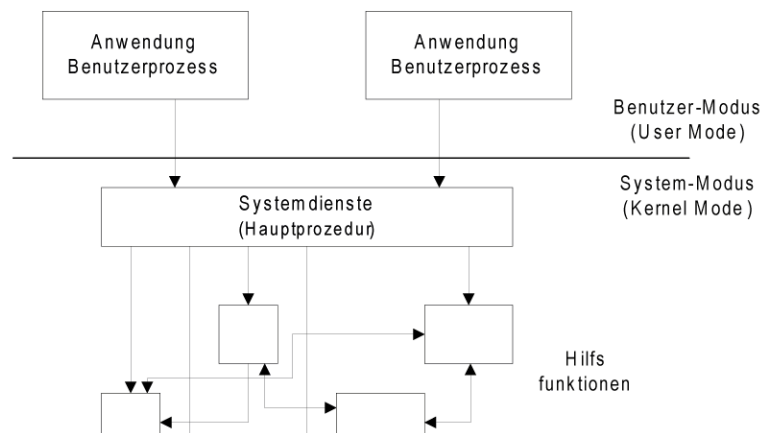 Anwendung
Benutzerprozess
Anwendung
Benutzerprozess
Benutzer-Modus
(User Mode)
System-Modus
(Kernel Mode)
Systemdienste
(Hauptprozedur)
Hilfs
funktionen